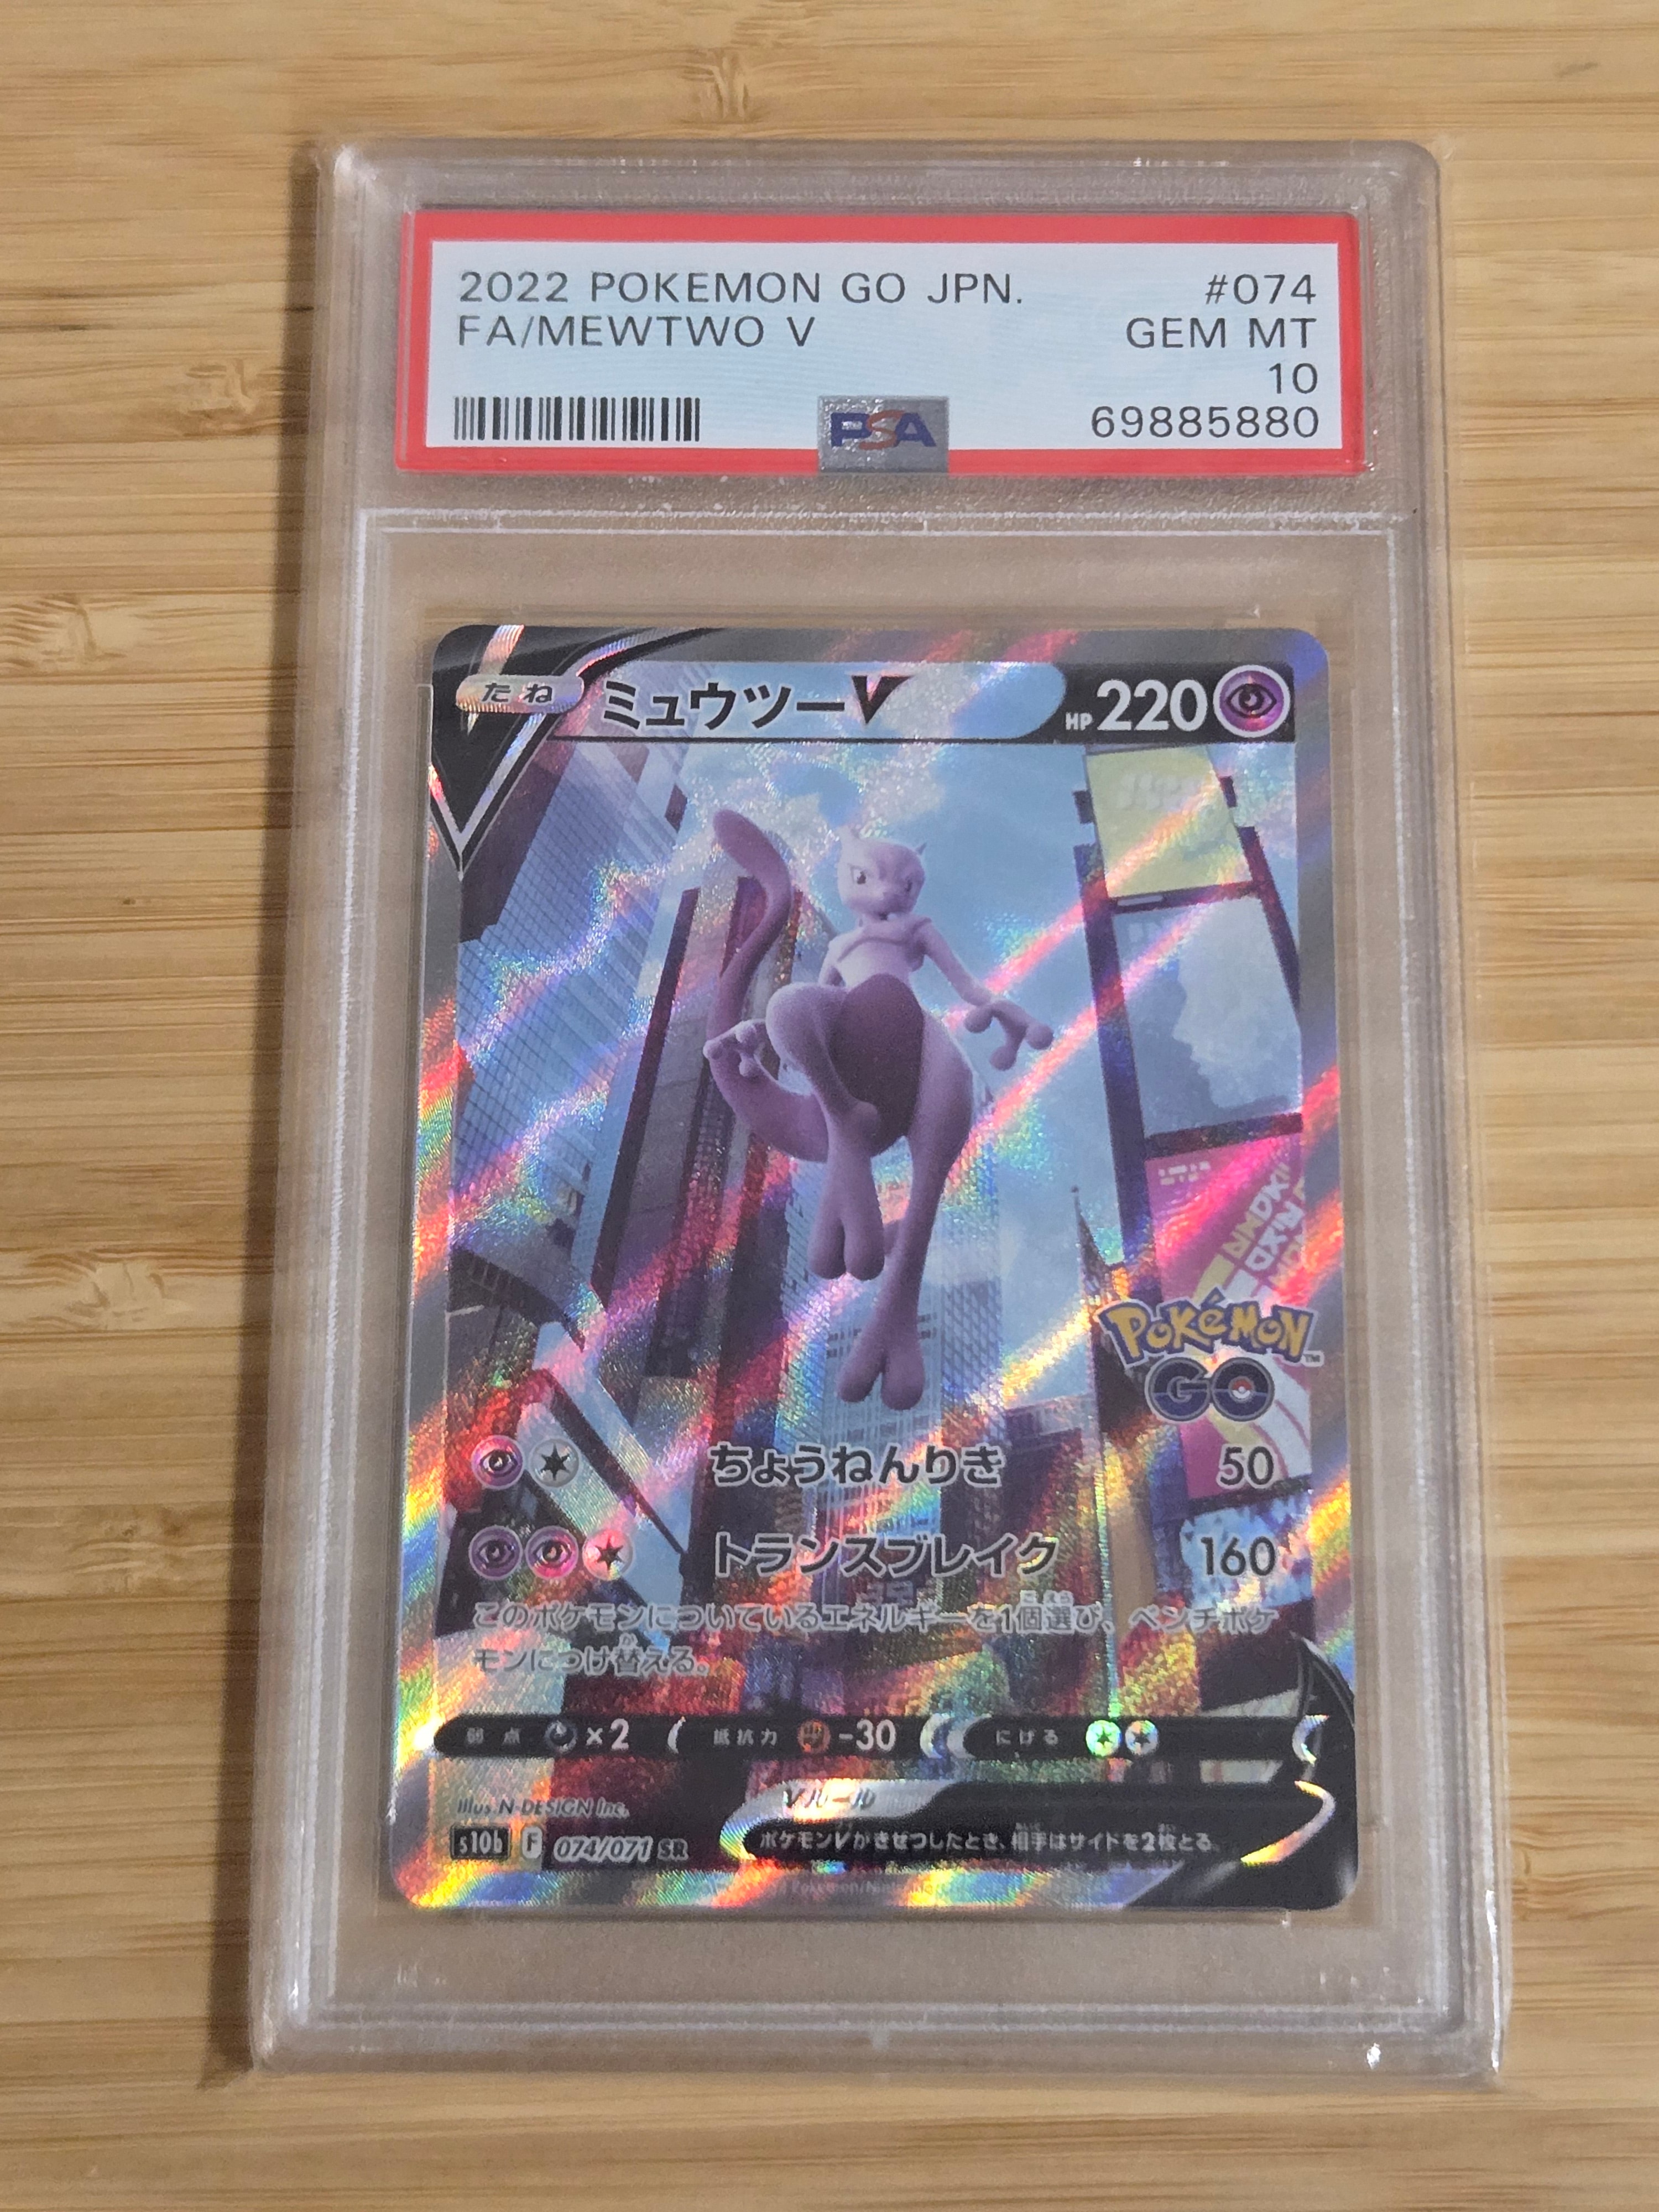 2022 POKEMON GO JPN. #074
FA/MEWTWO V GEM MT
10
PSA 69885880
たね ミュウツーV HP 220
Pokémon™
GO
ちょうねんりき 50
トランスブレイク 160
このポケモンについているエネルギーを1個選び、ベンチポケ
モンにつけ替える。
弱点 ×2 抵抗力 -30 にげる
Illus. N-DESIGN Inc. Vルール
s10b F 074/071 SR ポケモンVがきぜつしたとき、相手はサイドを2枚とる。